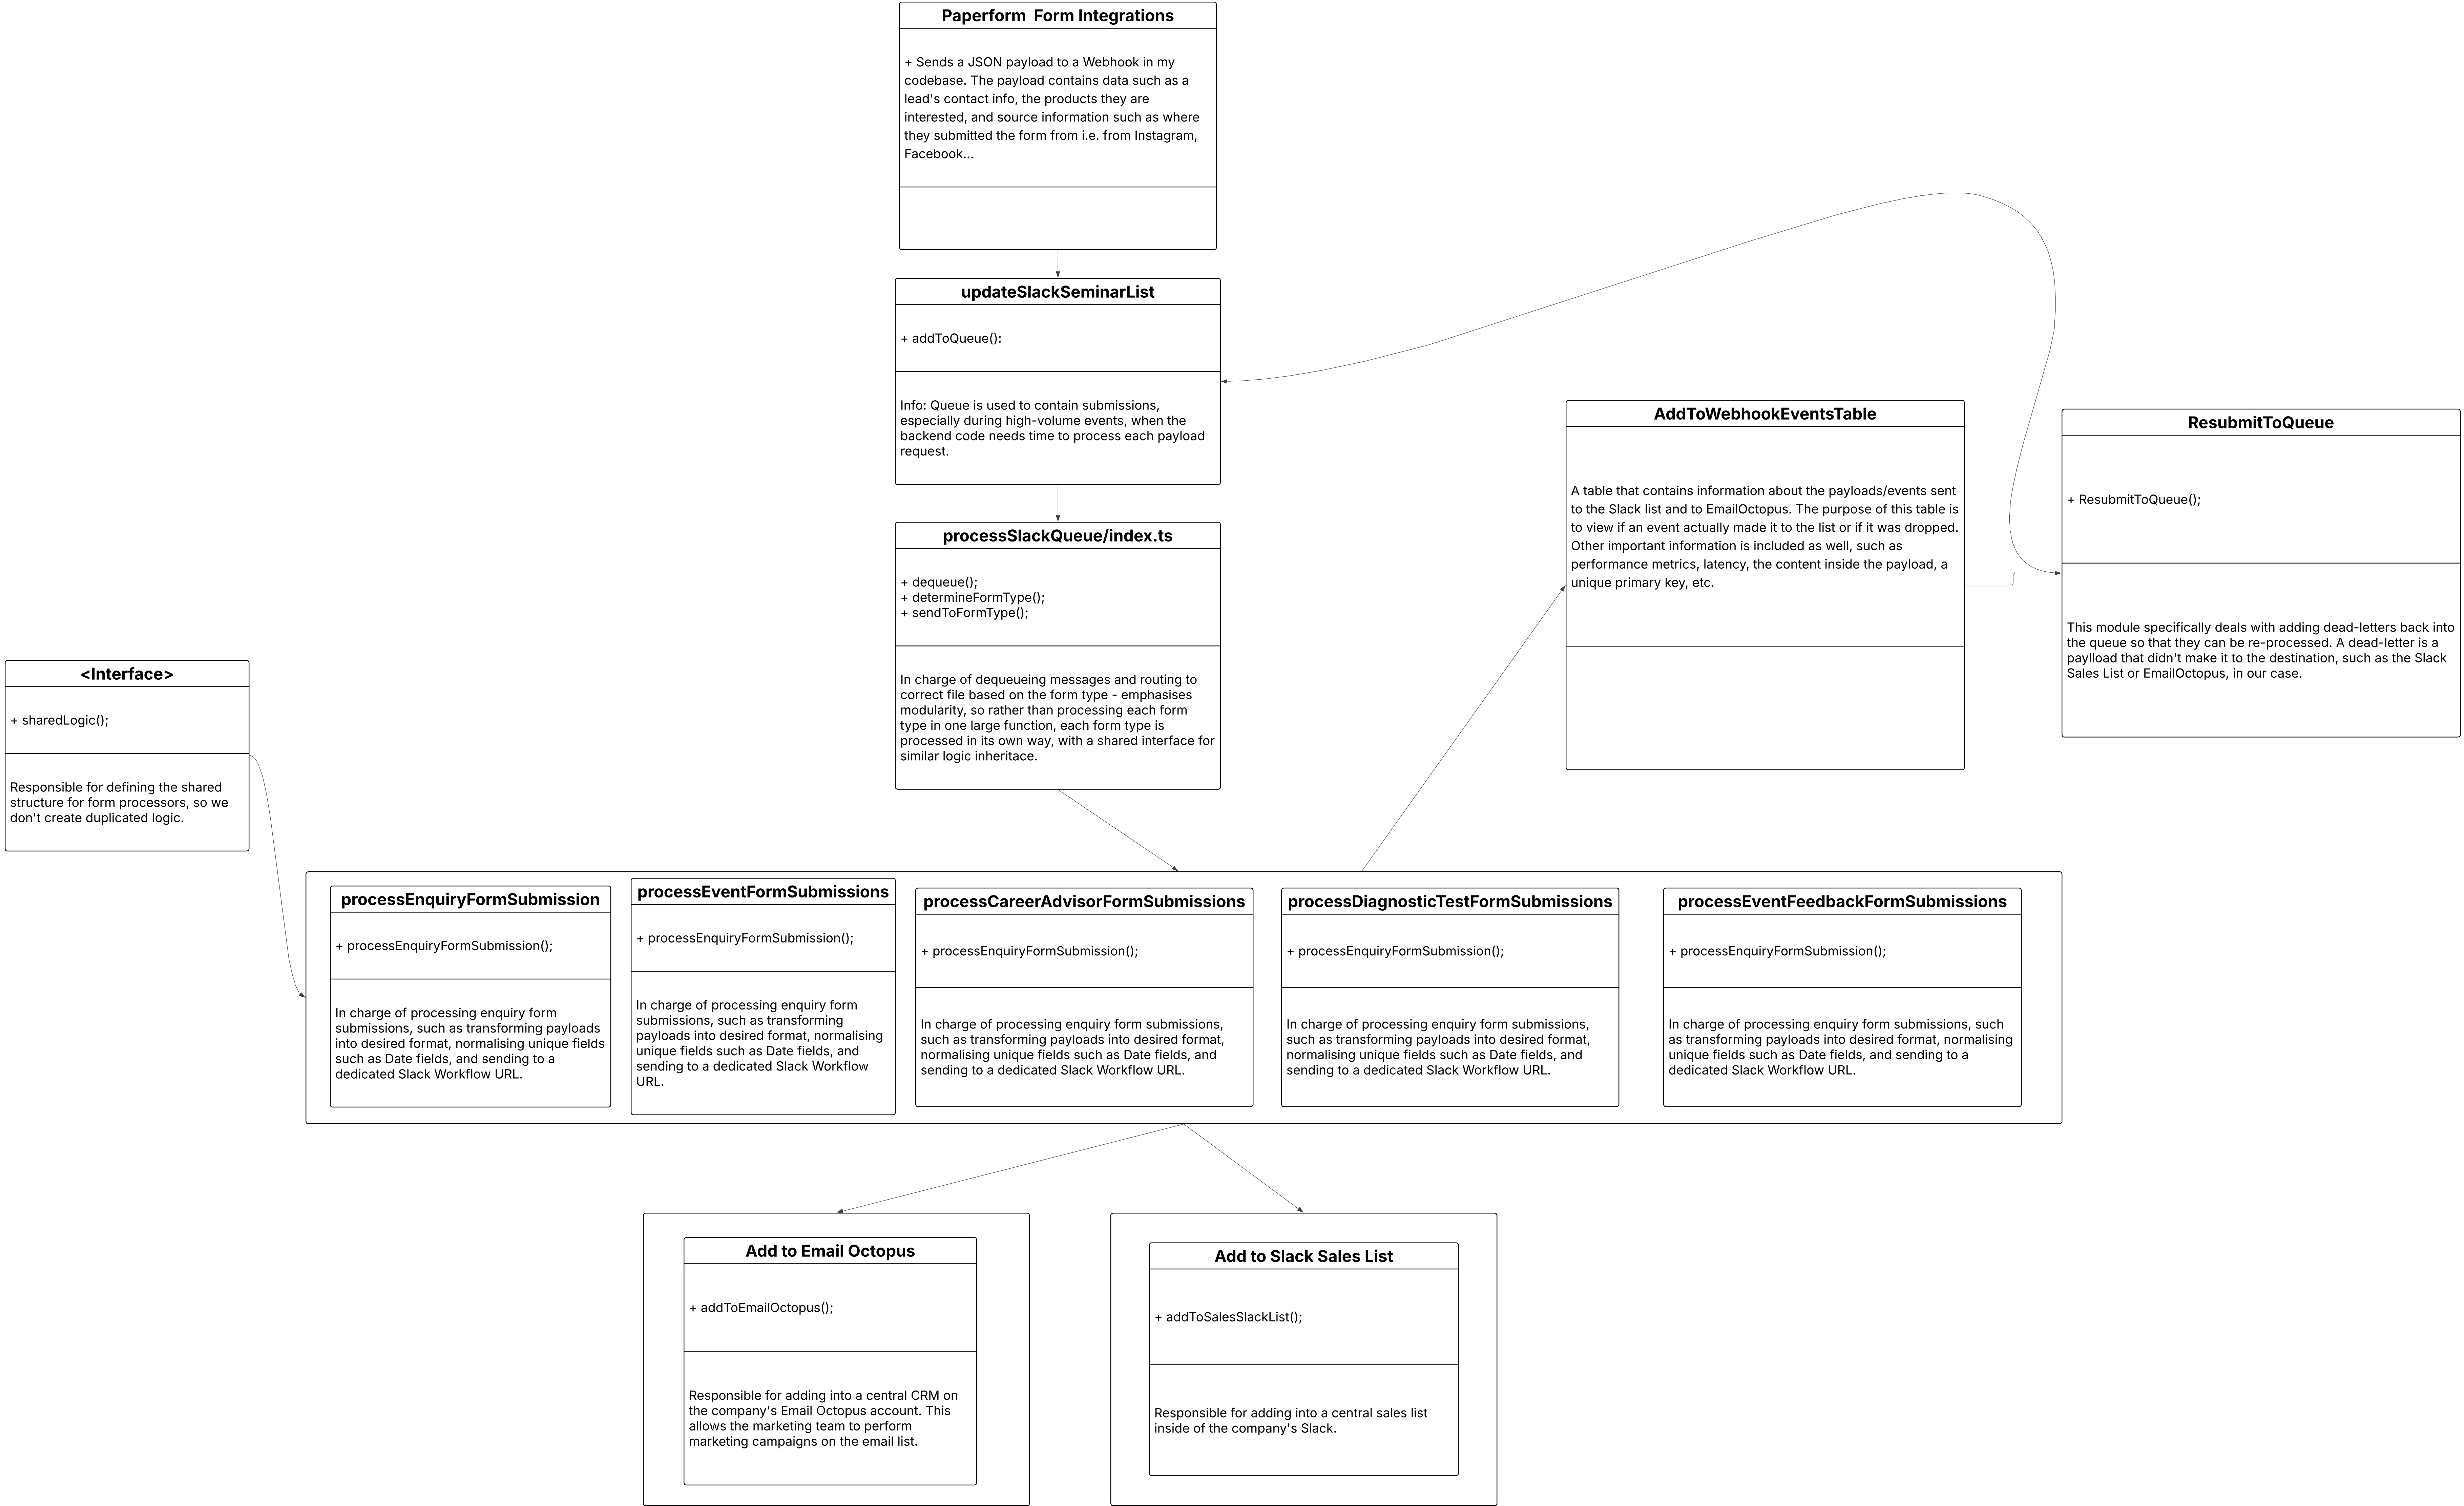 Paperform  Form Integrations
+ Sends a JSON payload to a Webhook in my
codebase. The payload contains data such as a
lead's contact info, the products they are
interested, and source information such as where
they submitted the form from i.e. from Instagram,
Facebook...
updateSlackSeminarList
+ addToQueue():
Info: Queue is used to contain submissions,
especially during high-volume events, when the
backend code needs time to process each payload
request.
AddToWebhookEventsTable
A table that contains information about the payloads/events sent
to the Slack list and to EmailOctopus. The purpose of this table is
to view if an event actually made it to the list or if it was dropped.
Other important information is included as well, such as
performance metrics, latency, the content inside the payload, a
unique primary key, etc.
ResubmitToQueue
+ ResubmitToQueue();
This module specifically deals with adding dead-letters back into
the queue so that they can be re-processed. A dead-letter is a
paylload that didn't make it to the destination, such as the Slack
Sales List or EmailOctopus, in our case.
processSlackQueue/index.ts
+ dequeue();
+ determineFormType();
+ sendToFormType();
In charge of dequeueing messages and routing to
correct file based on the form type - emphasises
modularity, so rather than processing each form
type in one large function, each form type is
processed in its own way, with a shared interface for
similar logic inheritace.
<Interface>
+ sharedLogic();
Responsible for defining the shared
structure for form processors, so we
don't create duplicated logic.
processEnquiryFormSubmission
+ processEnquiryFormSubmission();
In charge of processing enquiry form
submissions, such as transforming payloads
into desired format, normalising unique fields
such as Date fields, and sending to a
dedicated Slack Workflow URL.
processEventFormSubmissions
+ processEnquiryFormSubmission();
In charge of processing enquiry form
submissions, such as transforming
payloads into desired format, normalising
unique fields such as Date fields, and
sending to a dedicated Slack Workflow
URL.
processCareerAdvisorFormSubmissions
+ processEnquiryFormSubmission();
In charge of processing enquiry form submissions,
such as transforming payloads into desired format,
normalising unique fields such as Date fields, and
sending to a dedicated Slack Workflow URL.
processDiagnosticTestFormSubmissions
+ processEnquiryFormSubmission();
In charge of processing enquiry form submissions,
such as transforming payloads into desired format,
normalising unique fields such as Date fields, and
sending to a dedicated Slack Workflow URL.
processEventFeedbackFormSubmissions
+ processEnquiryFormSubmission();
In charge of processing enquiry form submissions, such
as transforming payloads into desired format, normalising
unique fields such as Date fields, and sending to a
dedicated Slack Workflow URL.
Add to Email Octopus
+ addToEmailOctopus();
Responsible for adding into a central CRM on
the company's Email Octopus account. This
allows the marketing team to perform
marketing campaigns on the email list.
Add to Slack Sales List
+ addToSalesSlackList();
Responsible for adding into a central sales list
inside of the company's Slack.